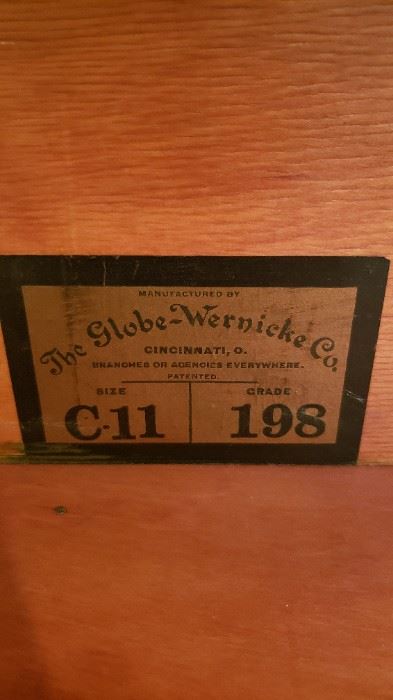 MANUFACTURED BY
The Globe-Wernicke Co.
CINCINNATI, O.
BRANCHES OR AGENCIES EVERYWHERE.
PATENTED.
SIZE GRADE
C-11 198